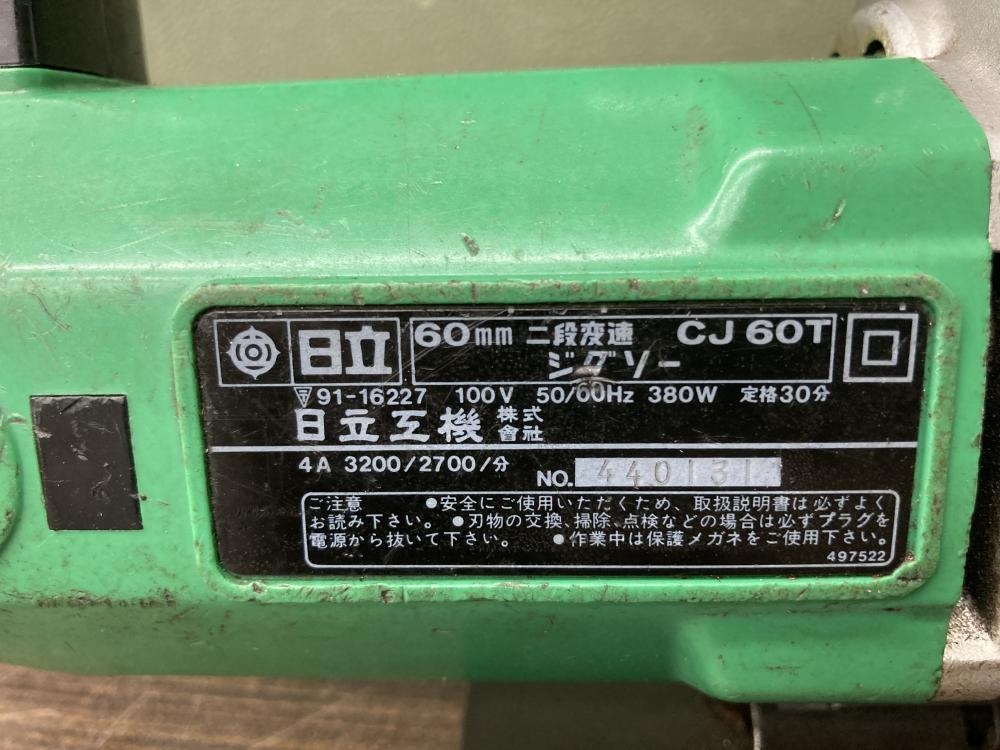 日立 60mm 二段変速 CJ 60T
ジグソー
91-16227 100V 50/60Hz 380W 定格30分
日立工機 株式會社
4A 3200/2700/分 NO. 440131
ご注意 ●安全にご使用いただくため、取扱説明書は必ずよく
お読み下さい。●刃物の交換、掃除、点検などの場合は必ずプラグを
電源から抜いて下さい。 ●作業中は保護メガネをご使用下さい。
497522